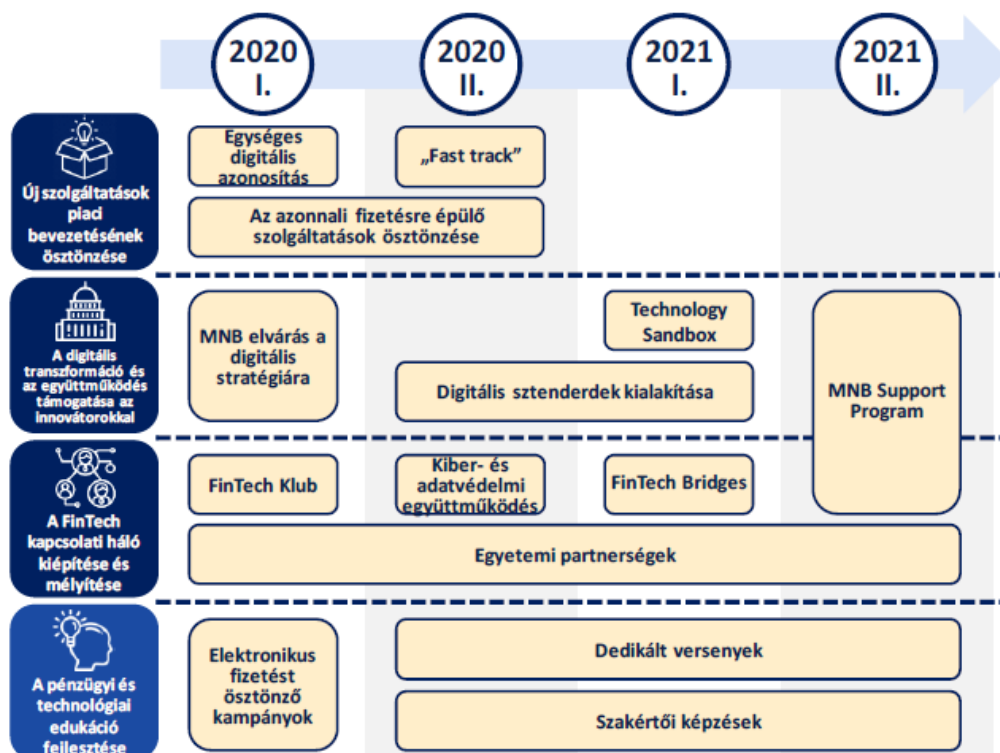 2020
I.
2020
II.
2021
I.
2021
II.
Új szolgáltatások
piaci
bevezetésének
ösztönzése
Egységes
digitális
azonosítás
„Fast track”
Az azonnali fizetésre épülő
szolgáltatások ösztönzése
A digitális
transzformáció és
az együttműködés
támogatása az
innovátorokkal
MNB elvárás a
digitális
stratégiára
Technology
Sandbox
Digitális sztenderdek kialakítása
MNB Support
Program
A FinTech
kapcsolati háló
kiépítése és
mélyítése
FinTech Klub
Kiber- és
adatvédelmi
együttműködés
FinTech Bridges
Egyetemi partnerségek
A pénzügyi és
technológiai
edukáció
fejlesztése
Elektronikus
fizetést
ösztönző
kampányok
Dedikált versenyek
Szakértői képzések